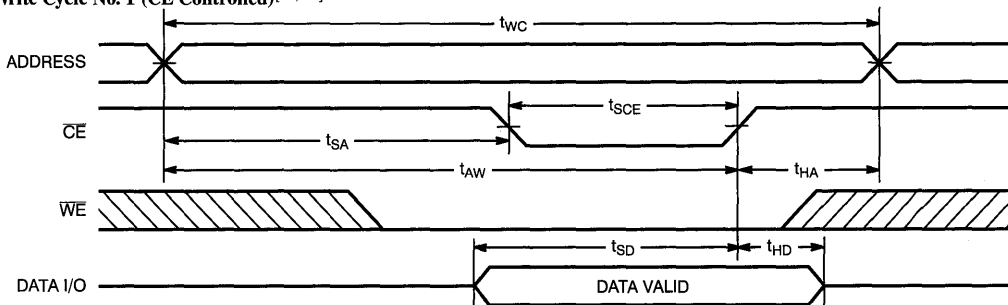 Write Cycle No. 1 (CE Controlled)
tWC
ADDRESS
tSCE
CE
tSA
tAW
tHA
WE
tSD
tHD
DATA I/O
DATA VALID